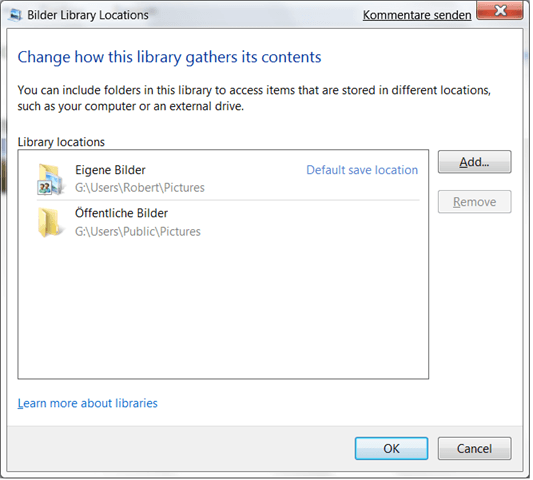 Bilder Library Locations
Kommentare senden
Change how this library gathers its contents
You can include folders in this library to access items that are stored in different locations,
such as your computer or an external drive.
Library locations
Eigene Bilder
Default save location
G:\Users\Robert\Pictures
Öffentliche Bilder
G:\Users\Public\Pictures
Add...
Remove
Learn more about libraries
OK
Cancel